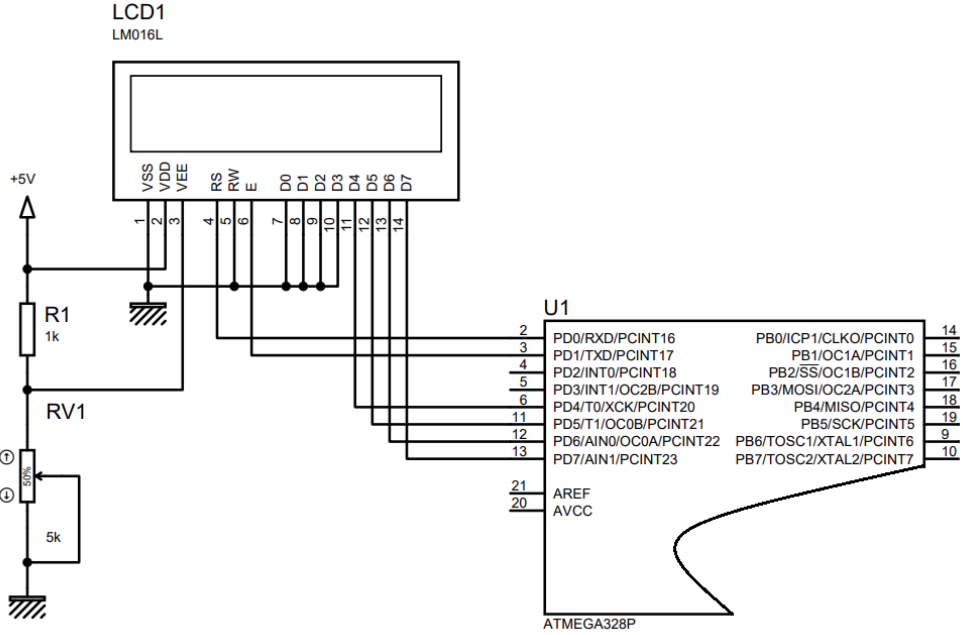 LCD1
LM016L
VSS
VDD
VEE
RS
RW
E
D0
D1
D2
D3
D4
D5
D6
D7
1
2
3
4
5
6
7
8
9
10
11
12
13
14
+5V
R1
1k
RV1
50%
5k
U1
2 PD0/RXD/PCINT16 PB0/ICP1/CLKO/PCINT0 14
3 PD1/TXD/PCINT17 PB1/OC1A/PCINT1 15
4 PD2/INT0/PCINT18 PB2/SS/OC1B/PCINT2 16
5 PD3/INT1/OC2B/PCINT19 PB3/MOSI/OC2A/PCINT3 17
6 PD4/T0/XCK/PCINT20 PB4/MISO/PCINT4 18
11 PD5/T1/OC0B/PCINT21 PB5/SCK/PCINT5 19
12 PD6/AIN0/OC0A/PCINT22 PB6/TOSC1/XTAL1/PCINT6 9
13 PD7/AIN1/PCINT23 PB7/TOSC2/XTAL2/PCINT7 10
21 AREF
20 AVCC
ATMEGA328P